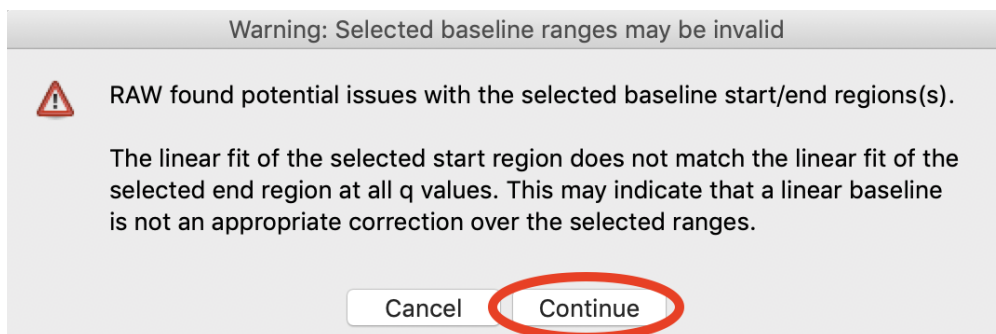 Warning: Selected baseline ranges may be invalid
RAW found potential issues with the selected baseline start/end regions(s).
The linear fit of the selected start region does not match the linear fit of the
selected end region at all q values. This may indicate that a linear baseline
is not an appropriate correction over the selected ranges.
Cancel Continue